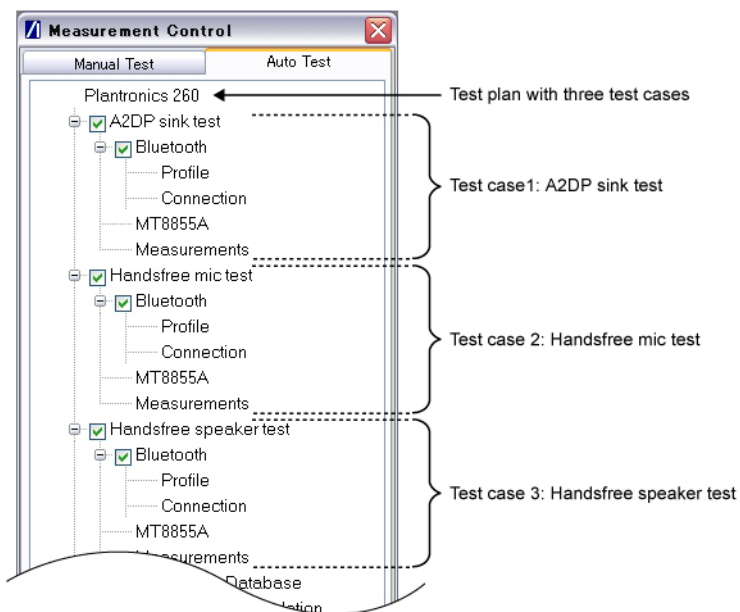 Measurement Control
Manual Test
Auto Test
Plantronics 260
Test plan with three test cases
A2DP sink test
Bluetooth
Profile
Connection
MT8855A
Measurements
Test case1: A2DP sink test
Handsfree mic test
Bluetooth
Profile
Connection
MT8855A
Measurements
Test case 2: Handsfree mic test
Handsfree speaker test
Bluetooth
Profile
Connection
MT8855A
Measurements
Test case 3: Handsfree speaker test
Database